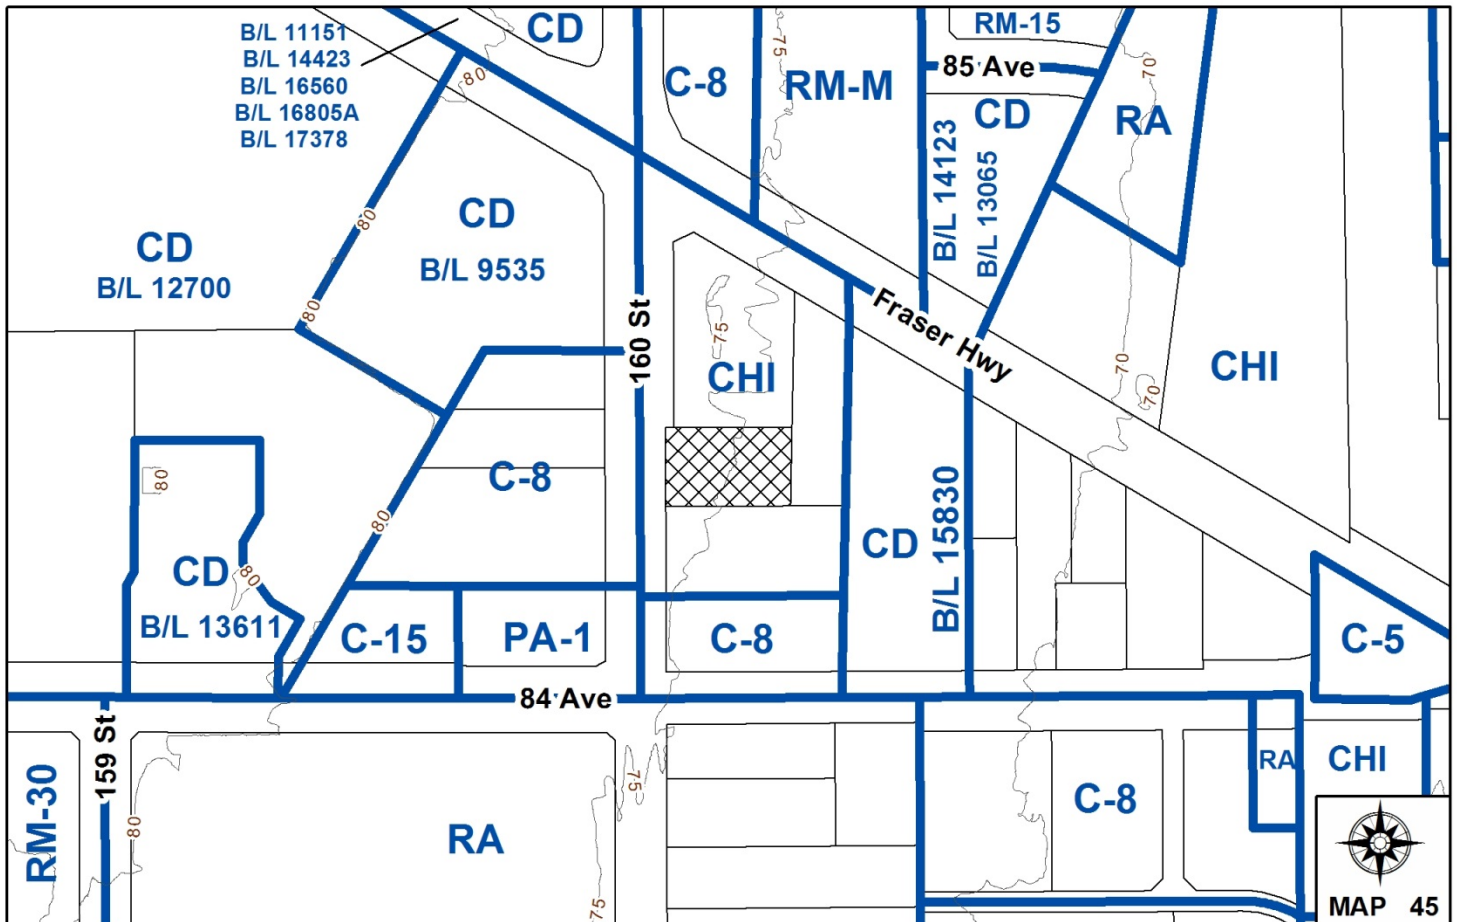 B/L 11151
B/L 14423
B/L 16560
B/L 16805A
B/L 17378
CD
C-8
75
RM-M
RM-15
85 Ave
CD
B/L 14123
B/L 13065
70
RA
80
CD
B/L 12700
80
80
CD
B/L 9535
160 St
75
CHI
Fraser Hwy
70
70
CHI
80
CD
B/L 13611
80
80
C-8
C-15
PA-1
C-8
CD
B/L 15830
C-5
84 Ave
159 St
RM-30
80
RA
75
75
C-8
RA
CHI
MAP 45